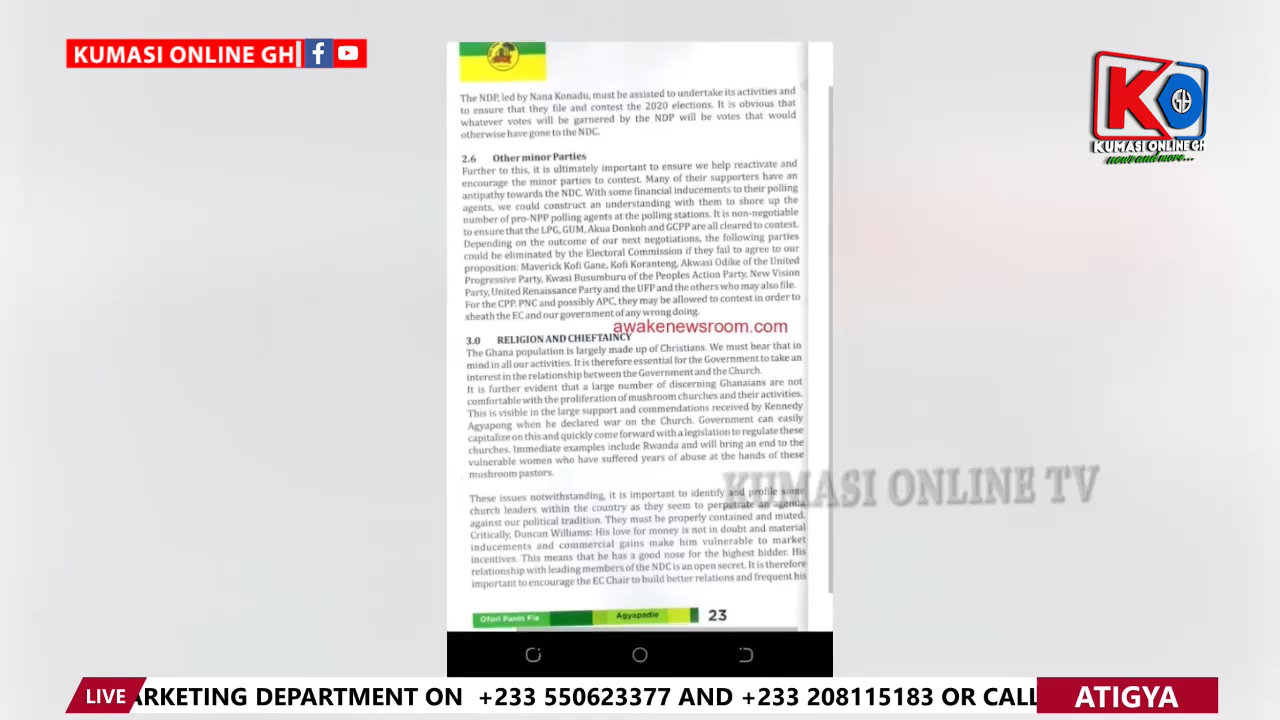 KUMASI ONLINE GH
KUMASI ONLINE GH
news and more...
The NDP, led by Nana Konadu, must be assisted to undertake its activities and
to ensure that they file and contest the 2020 elections. It is obvious that
whatever votes will be garnered by the NDP will be votes that would
otherwise have gone to the NDC.
2.6 Other minor Parties
Further to this, it is ultimately important to ensure we help reactivate and
encourage the minor parties to contest. Many of their supporters have an
antipathy towards the NDC. With some financial inducements to their polling
agents, we could construct an understanding with them to shore up the
number of pro-NPP polling agents at the polling stations. It is non-negotiable
to ensure that the LPG, GUM, Akua Donkoh and GCPP are all cleared to contest.
Depending on the outcome of our next negotiations, the following parties
could be eliminated by the Electoral Commission if they fail to agree to our
proposition: Maverick Kofi Gane, Kofi Koranteng, Akwasi Odike of the United
Progressive Party, Kwasi Busumburu of the Peoples Action Party, New Vision
Party, United Renaissance Party and the UFP and the others who may also file.
For the CPP. PNC and possibly APC, they may be allowed to contest in order to
sheath the EC and our government of any wrong doing.
awakenewsroom.com
3.0 RELIGION AND CHIEFTAINCY
The Ghana population is largely made up of Christians. We must bear that in
mind in all our activities. It is therefore essential for the Government to take an
interest in the relationship between the Government and the Church.
It is further evident that a large number of discerning Ghanaians are not
comfortable with the proliferation of mushroom churches and their activities.
This is visible in the large support and commendations received by Kennedy
Agyapong when he declared war on the Church. Government can easily
capitalize on this and quickly come forward with a legislation to regulate these
churches. Immediate examples include Rwanda and will bring an end to the
vulnerable women who have suffered years of abuse at the hands of these
mushroom pastors.
KUMASI ONLINE TV
These issues notwithstanding, it is important to identify and profile some
church leaders within the country as they seem to perpetrate an agenda
against our political tradition. They must be properly contained and muted.
Critically, Duncan Williams: His love for money is not in doubt and material
inducements and commercial gains make him vulnerable to market
incentives. This means that he has a good nose for the highest bidder. His
relationship with leading members of the NDC is an open secret. It is therefore
important to encourage the EC Chair to build better relations and frequent his
Ofori Panin Fie Agyapadie 23
LIVE ARKETING DEPARTMENT ON +233 550623377 AND +233 208115183 OR CALL ATIGYA